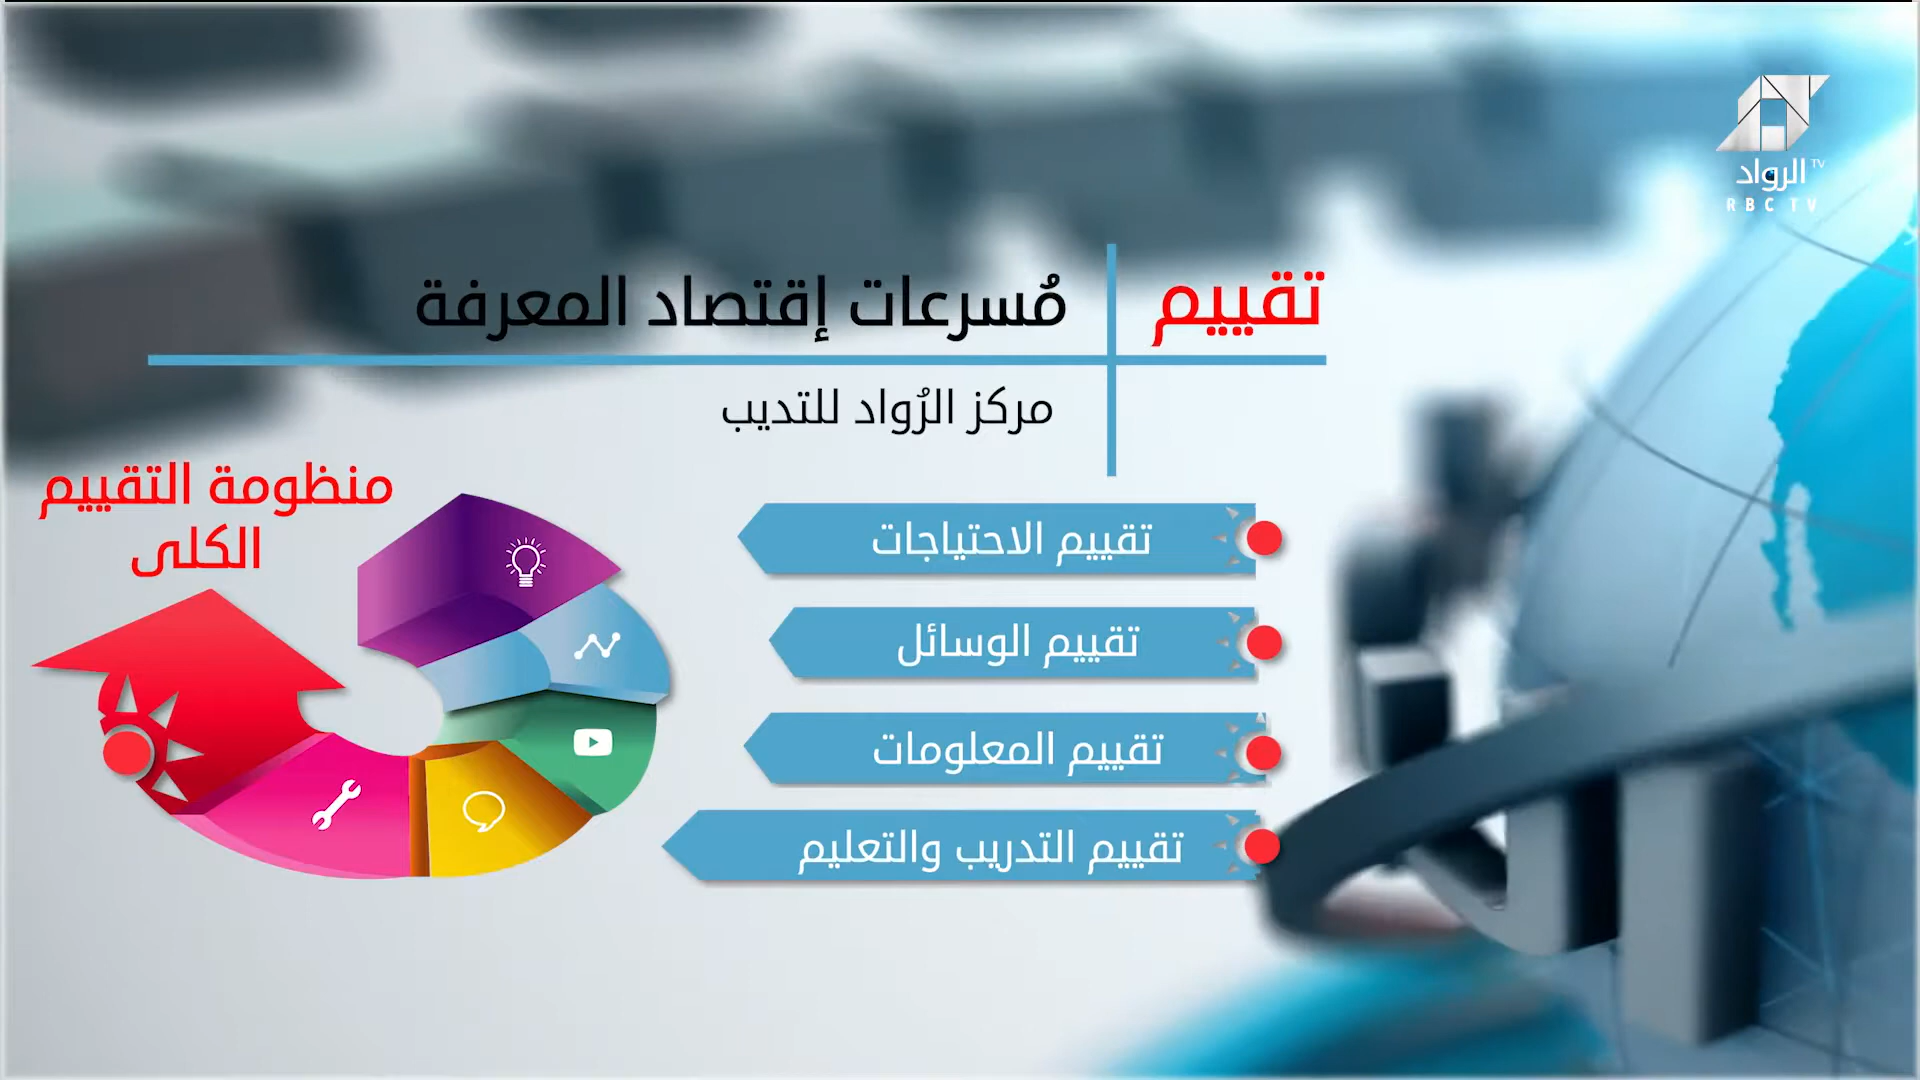 الرواد TV
RBC TV
تقييم
مُسرعات إقتصاد المعرفة
مركز الرُواد للتديب
منظومة التقييم
الكلى
تقييم الاحتياجات
تقييم الوسائل
تقييم المعلومات
تقييم التدريب والتعليم